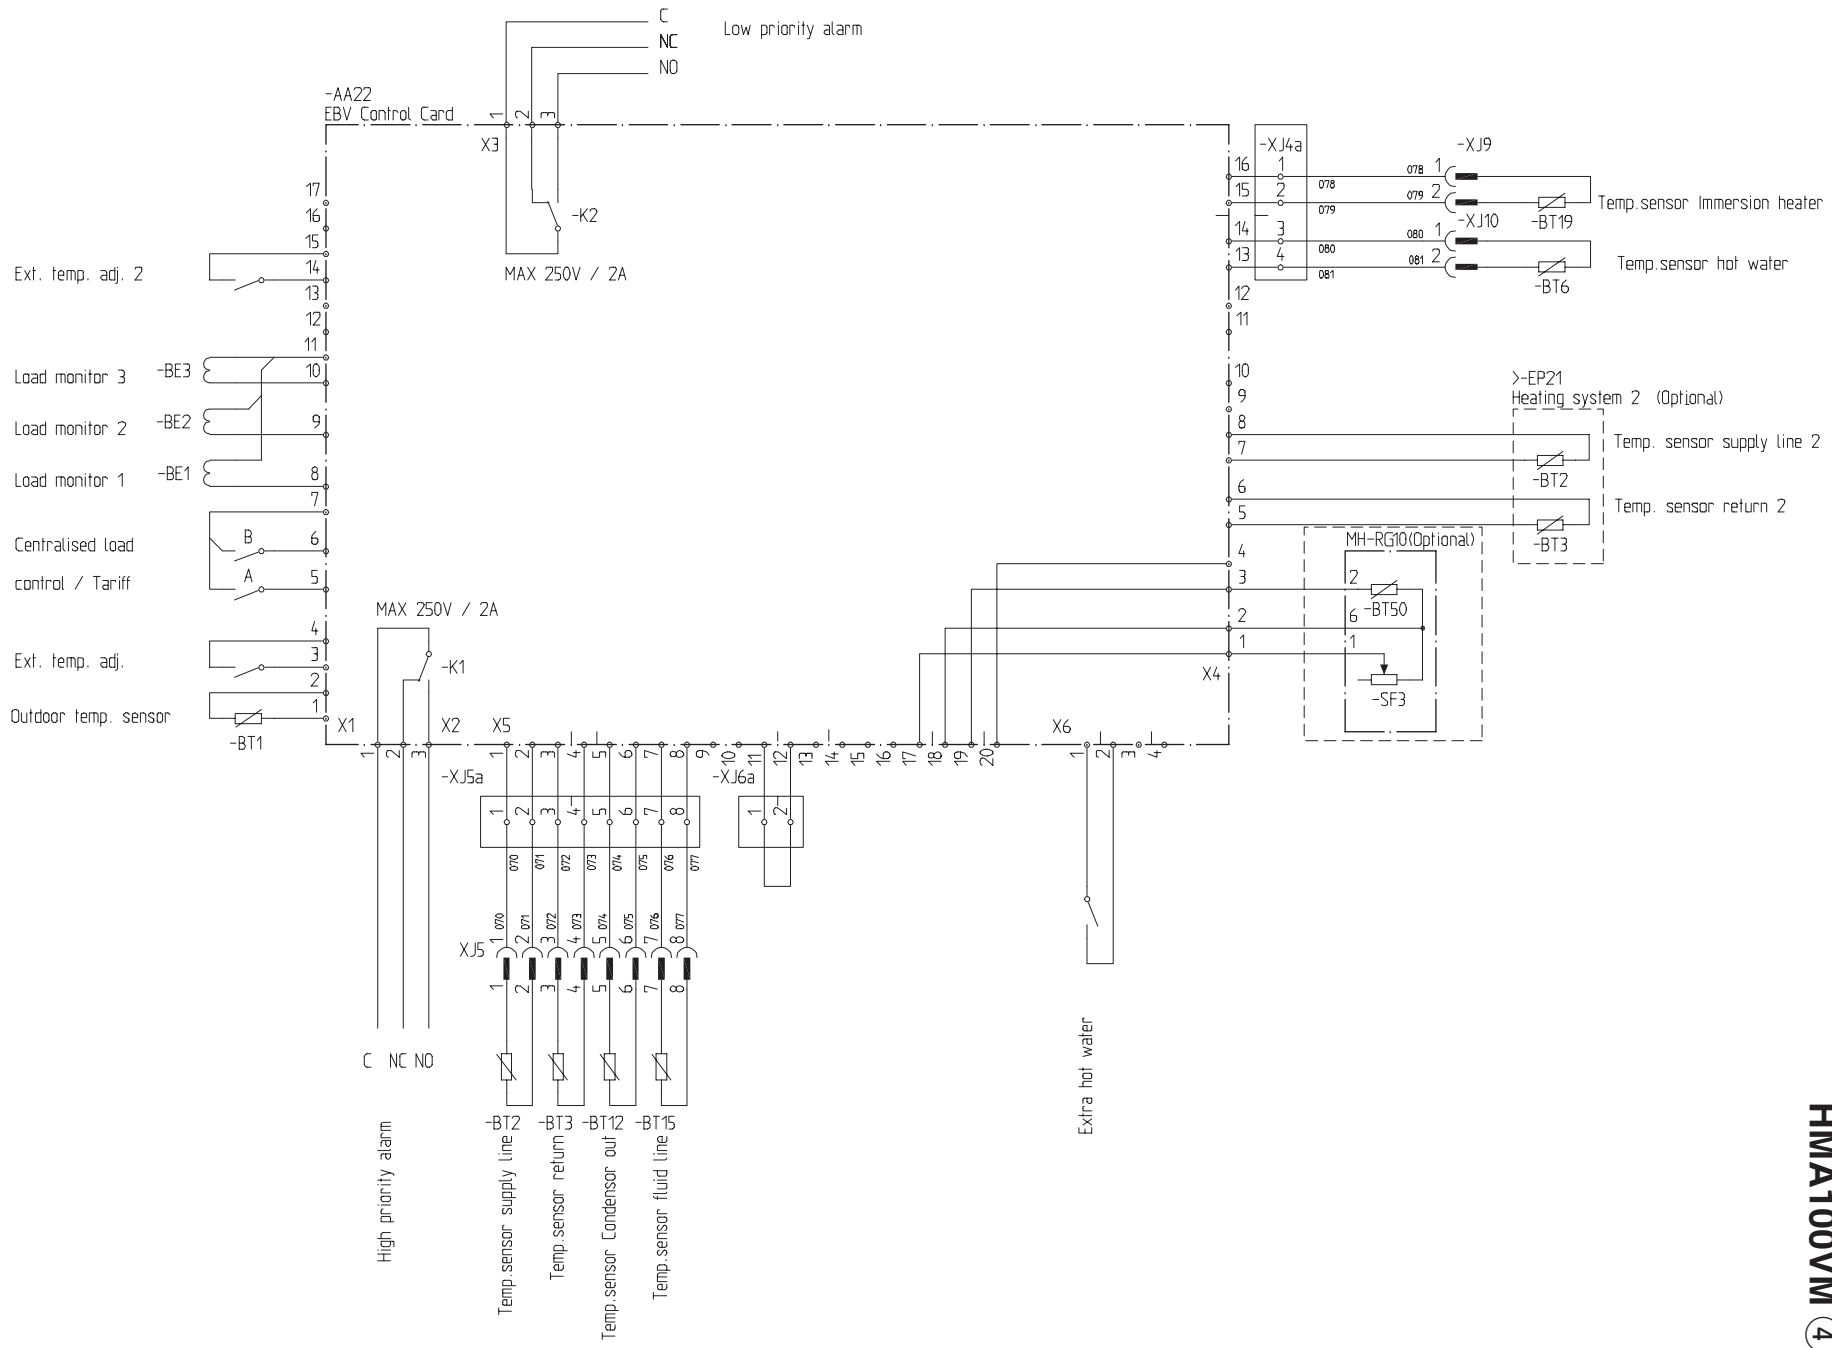 C
Low priority alarm
NC
NO
-AA22
EBV Control Card
1 2 3
X3
-K2
MAX 250V / 2A
17
16
15
14
13
12
11
10
9
8
7
6
5
4
3
2
1
X1
Ext. temp. adj. 2
Load monitor 3 -BE3
Load monitor 2 -BE2
Load monitor 1 -BE1
Centralised load
control / Tariff
B
A
Ext. temp. adj.
Outdoor temp. sensor
-BT1
MAX 250V / 2A
-K1
X2
1 2 3
C NC NO
High priority alarm
X5
1 2 3 4 5 6 7 8 9 10 11 12 13 14 15 16 17 18 19 20
-XJ5a
1 2 3 4 5 6 7 8
070 071 072 073 074 075 076 077
070 071 072 073 074 075 076 077
XJ5
1 2 3 4 5 6 7 8
1 2 3 4 5 6 7 8
-BT2 -BT3 -BT12 -BT15
Temp.sensor supply line
Temp.sensor return
Temp.sensor Condensor out
Temp.sensor fluid line
-XJ6a
1 2
X6
1 2 3 4
Extra hot water
-XJ4a
16 1 078 078 1
15 2 079 079 2
14 3 080 080 1
13 4 081 081 2
-XJ9
-XJ10
-BT19
Temp.sensor Immersion heater
-BT6
Temp.sensor hot water
12
11
10
9
8
7
6
5
4
3
2
1
X4
>-EP21
Heating system 2 (Optional)
Temp. sensor supply line 2
-BT2
Temp. sensor return 2
-BT3
MH-RG10(Optional)
2
-BT50
6
1
-SF3
HMA100VM 4